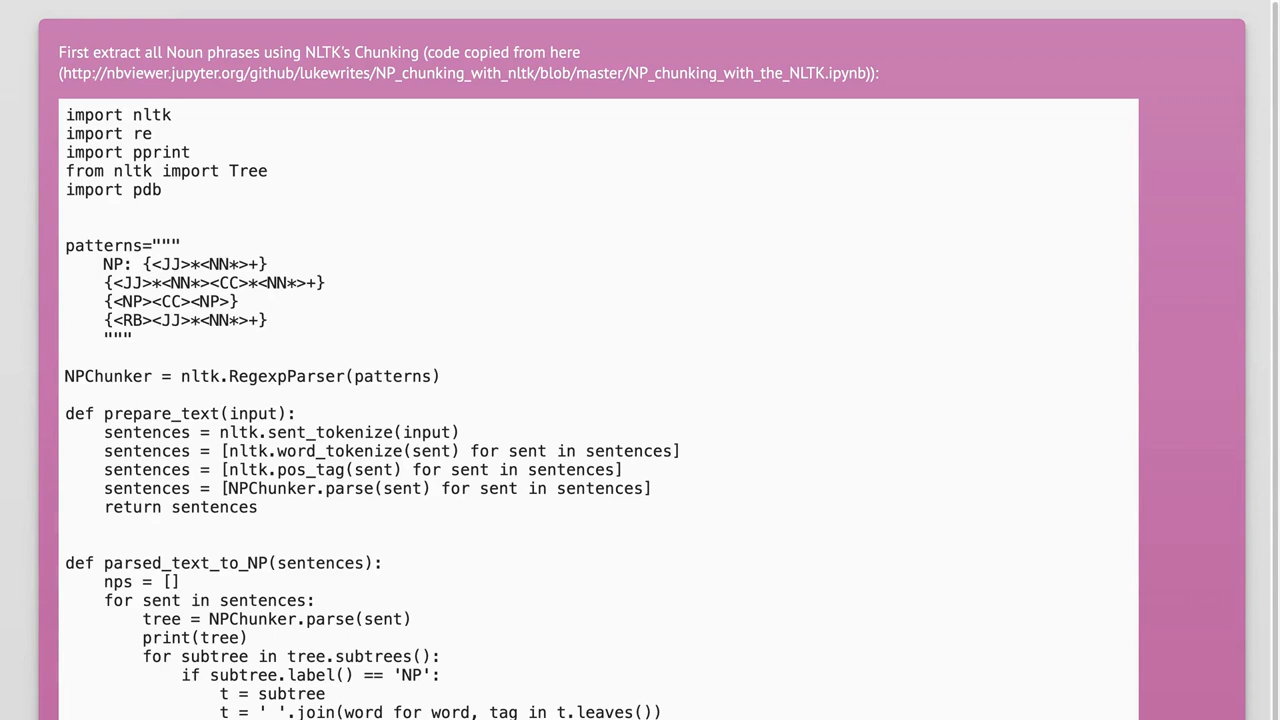 First extract all Noun phrases using NLTK's Chunking (code copied from here
(http://nbviewer.jupyter.org/github/lukewrites/NP_chunking_with_nltk/blob/master/NP_chunking_with_the_NLTK.ipynb)):
import nltk
import re
import pprint
from nltk import Tree
import pdb
patterns="""
    NP: {<JJ>*<NN*>+}
    {<JJ>*<NN*><CC>*<NN*>+}
    {<NP><CC><NP>}
    {<RB><JJ>*<NN*>+}
    """
NPChunker = nltk.RegexpParser(patterns)
def prepare_text(input):
    sentences = nltk.sent_tokenize(input)
    sentences = [nltk.word_tokenize(sent) for sent in sentences]
    sentences = [nltk.pos_tag(sent) for sent in sentences]
    sentences = [NPChunker.parse(sent) for sent in sentences]
    return sentences
def parsed_text_to_NP(sentences):
    nps = []
    for sent in sentences:
        tree = NPChunker.parse(sent)
        print(tree)
        for subtree in tree.subtrees():
            if subtree.label() == 'NP':
                t = subtree
                t = ' '.join(word for word, tag in t.leaves())